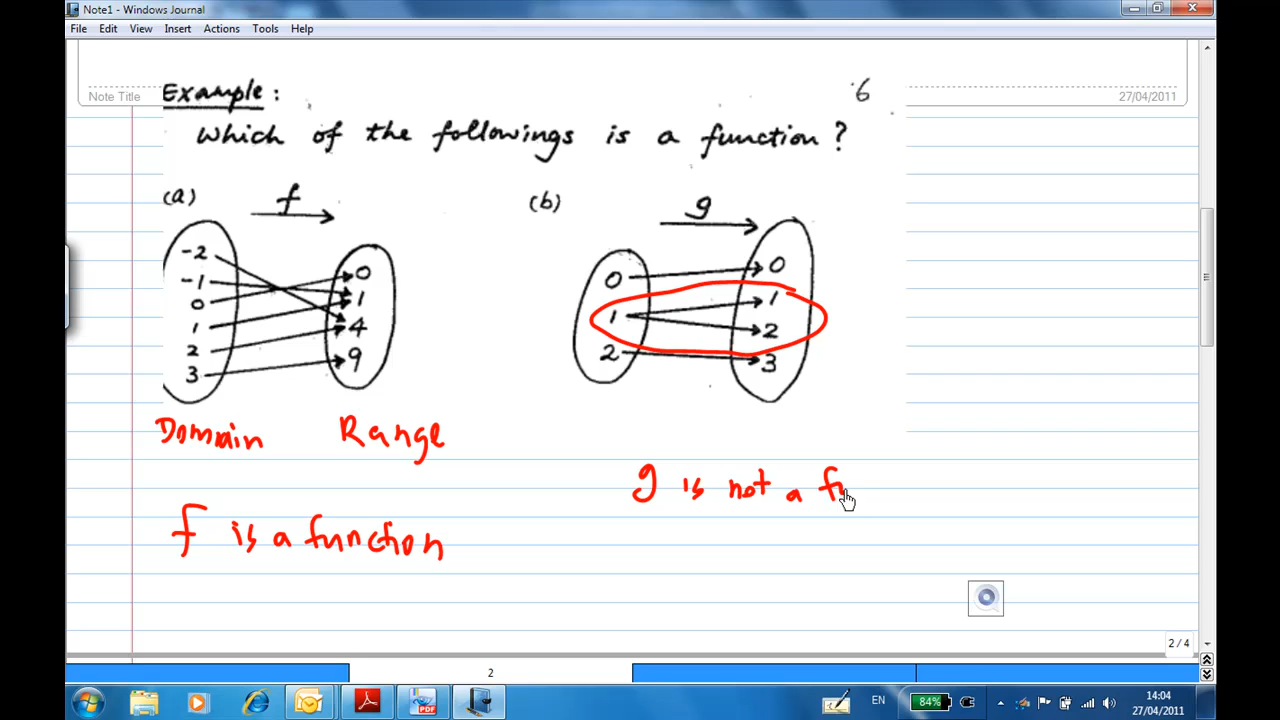 Note1 - Windows Journal
File Edit View Insert Actions Tools Help
Example :
6
Note Title
27/04/2011
Which of the followings is a function ?
(a) f
(b) g
-2
-1
0
1
2
3
0
1
4
9
0
1
2
0
1
2
3
Domain Range
g is not a fu
f is a function
2 / 4
2
PDF
EN
84%
14:04
27/04/2011